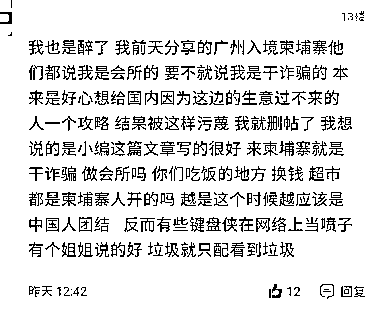 13楼
我也是醉了 我前天分享的广州入境柬埔寨他
们都说我是会所的 要不就说我是干诈骗的 本
来是好心想给国内因为这边的生意过不来的
人一个攻略 结果被这样污蔑 我就删帖了 我想
说的是小编这篇文章写的很好 来柬埔寨就是
干诈骗 做会所吗 你们吃饭的地方 换钱 超市
都是柬埔寨人开的吗 越是这个时候越应该是
中国人团结 反而有些键盘侠在网络上当喷子
有个姐姐说的好 垃圾就只配看到垃圾
昨天 12:42 12 回复